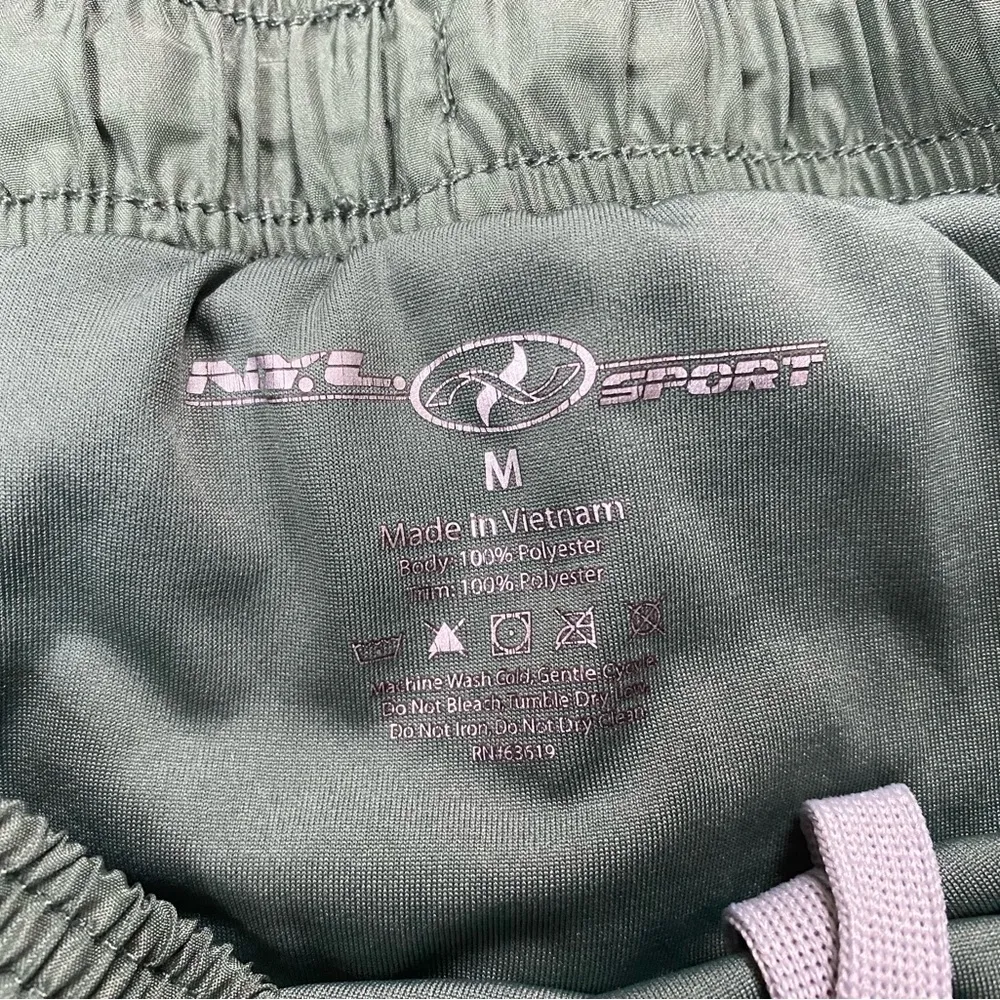 N.Y.L. SPORT
M
Made in Vietnam
Body: 100% Polyester
Trim: 100% Polyester
Machine Wash Cold, Gentle Cycle,
Do Not Bleach, Tumble Dry Low,
Do Not Iron, Do Not Dry Clean
RN#63619